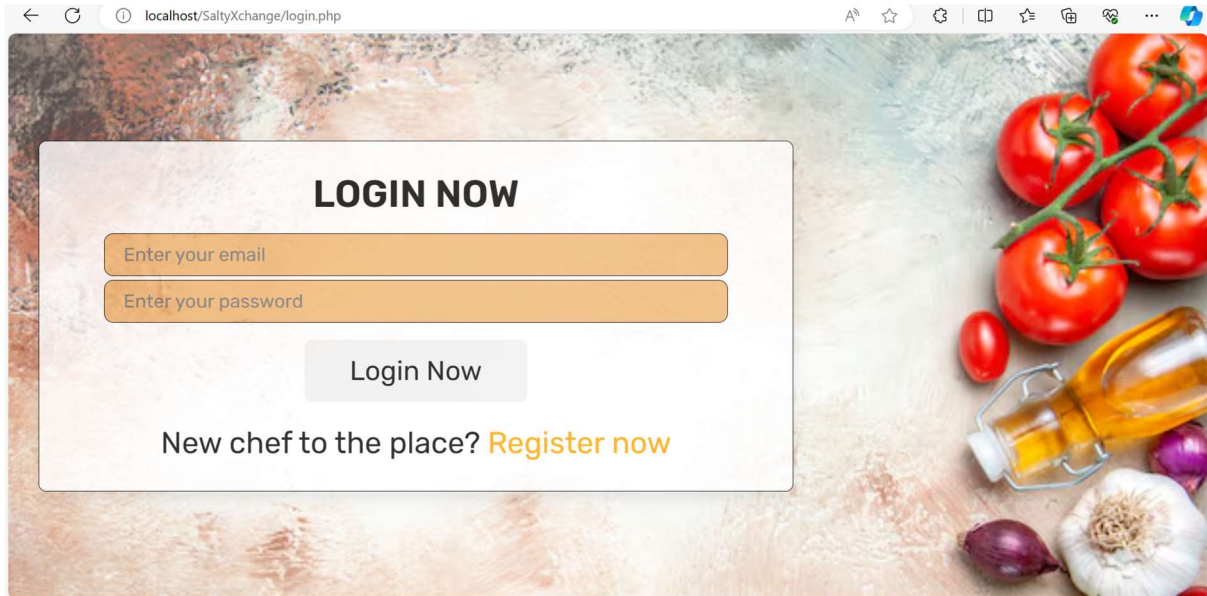 localhost/SaltyXchange/login.php
LOGIN NOW
Enter your email
Enter your password
Login Now
New chef to the place? Register now